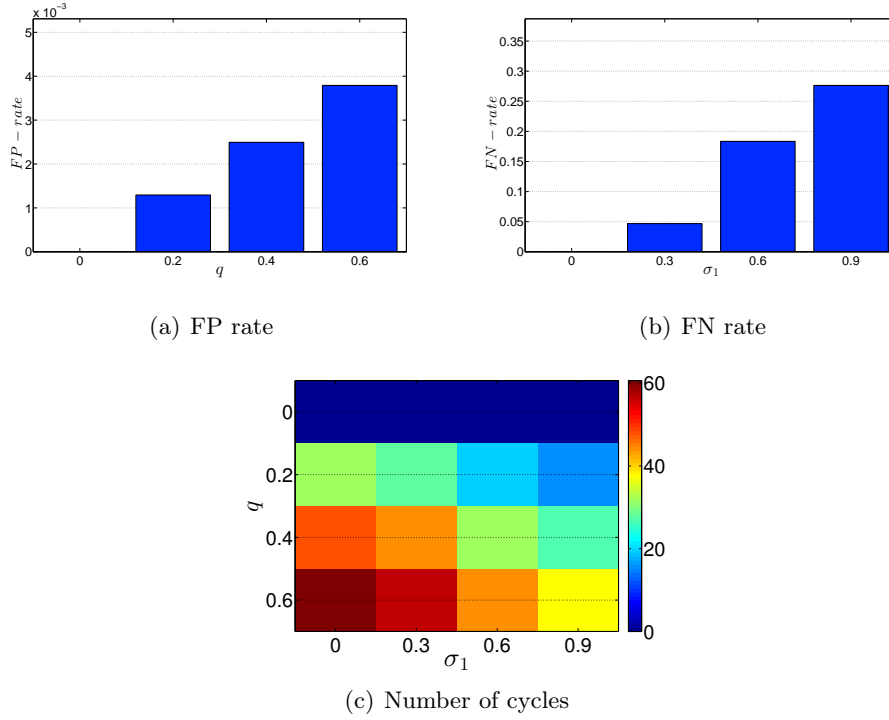 × 10⁻³
5
4
3
2
1
0
FP − rate
0 0.2 0.4 0.6
q
(a) FP rate
0.35
0.3
0.25
0.2
0.15
0.1
0.05
0
FN − rate
0 0.3 0.6 0.9
σ₁
(b) FN rate
0
0.2
0.4
0.6
q
0 0.3 0.6 0.9
σ₁
60
40
20
0
(c) Number of cycles